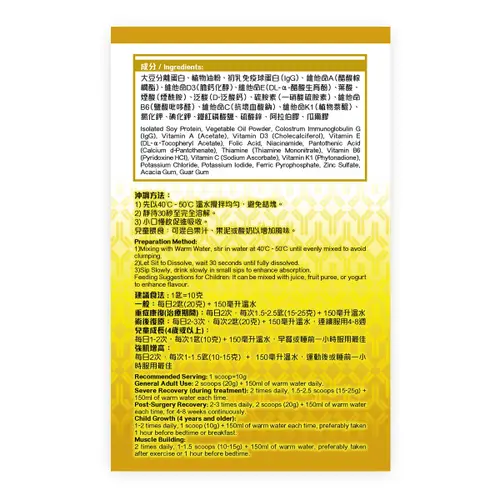 成分 / Ingredients:
大豆分離蛋白、植物油粉、初乳免疫球蛋白(IgG)、維他命A(醋酸棕
櫚酯)、維他命D3(膽鈣化醇)、維他命E(DL-α-醋酸生育酚)、葉酸、
煙酸(煙酰胺)、泛酸(D-泛酸鈣)、硫胺素(一硝酸硫胺素)、維他命
B6(鹽酸吡哆醇)、維他命C(抗壞血酸鈉)、維他命K1(植物萘醌)、
氯化鉀、碘化鉀、鐵紅磷酸鹽、硫酸鋅、阿拉伯膠、瓜爾膠
Isolated Soy Protein, Vegetable Oil Powder, Colostrum Immunoglobulin G
(IgG), Vitamin A (Acetate), Vitamin D3 (Cholecalciferol), Vitamin E
(DL-α-Tocopheryl Acetate), Folic Acid, Niacinamide, Pantothenic Acid
(Calcium d-Pantothenate), Thiamine (Thiamine Mononitrate), Vitamin B6
(Pyridoxine HCl), Vitamin C (Sodium Ascorbate), Vitamin K1 (Phytonadione),
Potassium Chloride, Potassium Iodide, Ferric Pyrophosphate, Zinc Sulfate,
Acacia Gum, Guar Gum
沖調方法：
1) 先以40℃ - 50℃ 溫水攪拌均勻，避免結塊。
2) 靜待30秒至完全溶解。
3) 小口慢飲促進吸收。
兒童餵食：可混合果汁、果泥或酸奶以增加風味。
Preparation Method:
1)Mixing with Warm Water, stir in water at 40℃ - 50℃ until evenly mixed to avoid
clumping.
2)Let Sit to Dissolve, wait 30 seconds until fully dissolved.
3)Sip Slowly, drink slowly in small sips to enhance absorption.
Feeding Suggestions for Children: It can be mixed with juice, fruit puree, or yogurt
to enhance flavour.
建議食法：1匙=10克
一般：每日2匙(20克) + 150毫升溫水
重症康復(治療期間)：每日2次，每次1.5-2.5匙(15-25克) + 150毫升溫水
術後復原：每日2-3次，每次2匙(20克) + 150毫升溫水，連續服用4-8週
兒童成長(4歲或以上)：
每日1-2次，每次1匙(10克) + 150毫升溫水，早餐或睡前一小時服用最佳
強肌增高：
每日2次，每次1-1.5匙(10-15克) + 150毫升溫水，運動後或睡前一小
時服用最佳
Recommended Serving: 1 scoop=10g
General Adult Use: 2 scoops (20g) + 150ml of warm water daily.
Severe Recovery (during treatment): 2 times daily, 1.5-2.5 scoops (15-25g) +
150ml of warm water each time.
Post-Surgery Recovery: 2-3 times daily, 2 scoops (20g) + 150ml of warm water
each time, for 4-8 weeks continuously.
Child Growth (4 years and older):
1-2 times daily, 1 scoop (10g) + 150ml of warm water each time, preferably taken
1 hour before bedtime or breakfast.
Muscle Building:
2 times daily, 1-1.5 scoops (10-15g) + 150ml of warm water, preferably taken
after exercise or 1 hour before bedtime.